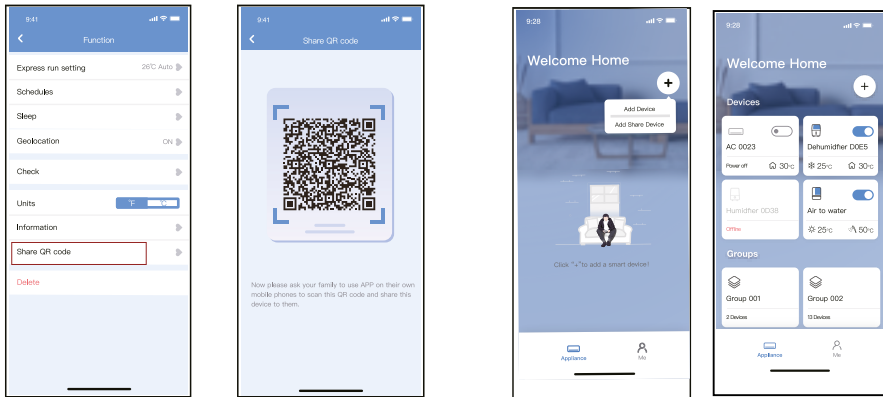 9:41
Function
Express run setting
26°C Auto
Schedules
Sleep
Geolocation
ON
Check
Units
°F
°C
Information
Share QR code
Delete
9:41
Share QR code
Now please ask your family to use APP on their own
mobile phones to scan this QR code and share this
device to them.
9:28
Welcome Home
+
Add Device
Add Share Device
Click "+"to add a smart device!
Appliance
Me
9:28
Welcome Home
+
Devices
AC 0023
Power off
30°C
Dehumidfier D0E5
25°C
30°C
Humidifier 0038
Offline
Air to water
25°C
50°C
Groups
Group 001
2 Devices
Group 002
13 Devices
Appliance
Me